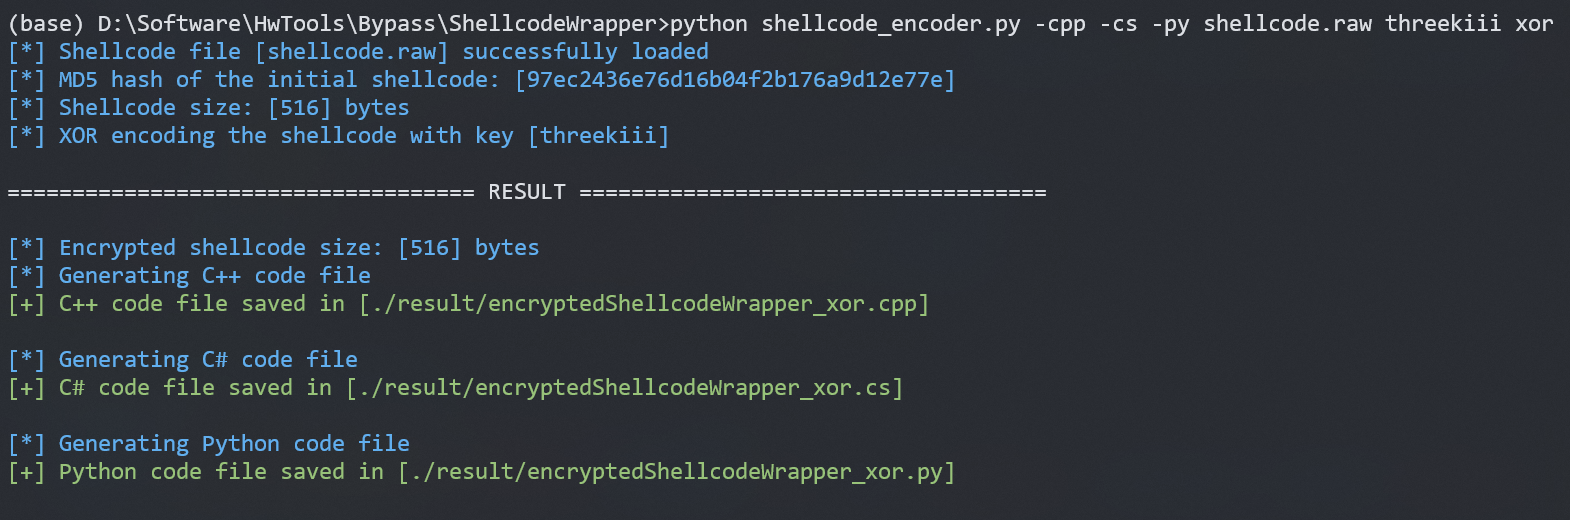 (base) D:\Software\HwTools\Bypass\ShellcodeWrapper>python shellcode_encoder.py -cpp -cs -py shellcode.raw threekiii xor
[*] Shellcode file [shellcode.raw] successfully loaded
[*] MD5 hash of the initial shellcode: [97ec2436e76d16b04f2b176a9d12e77e]
[*] Shellcode size: [516] bytes
[*] XOR encoding the shellcode with key [threekiii]
==================================== RESULT ====================================
[*] Encrypted shellcode size: [516] bytes
[*] Generating C++ code file
[+] C++ code file saved in [./result/encryptedShellcodeWrapper_xor.cpp]
[*] Generating C# code file
[+] C# code file saved in [./result/encryptedShellcodeWrapper_xor.cs]
[*] Generating Python code file
[+] Python code file saved in [./result/encryptedShellcodeWrapper_xor.py]